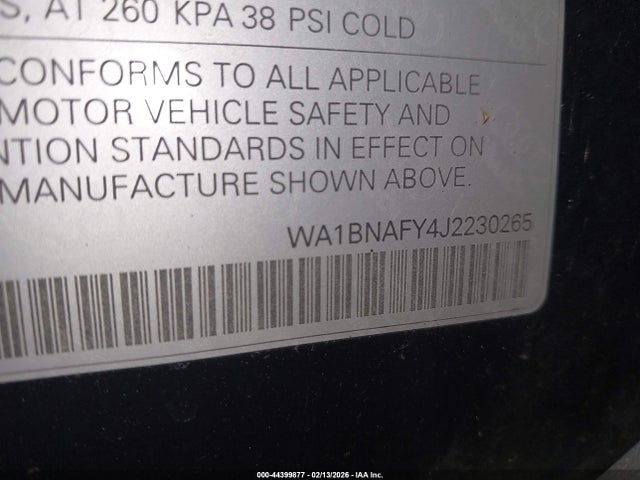 S, AT 260 KPA 38 PSI COLD
CONFORMS TO ALL APPLICABLE
MOTOR VEHICLE SAFETY AND
NTION STANDARDS IN EFFECT ON
MANUFACTURE SHOWN ABOVE.
WA1BNAFY4J2230265
000-44399877 - 02/13/2026 - IAA Inc.